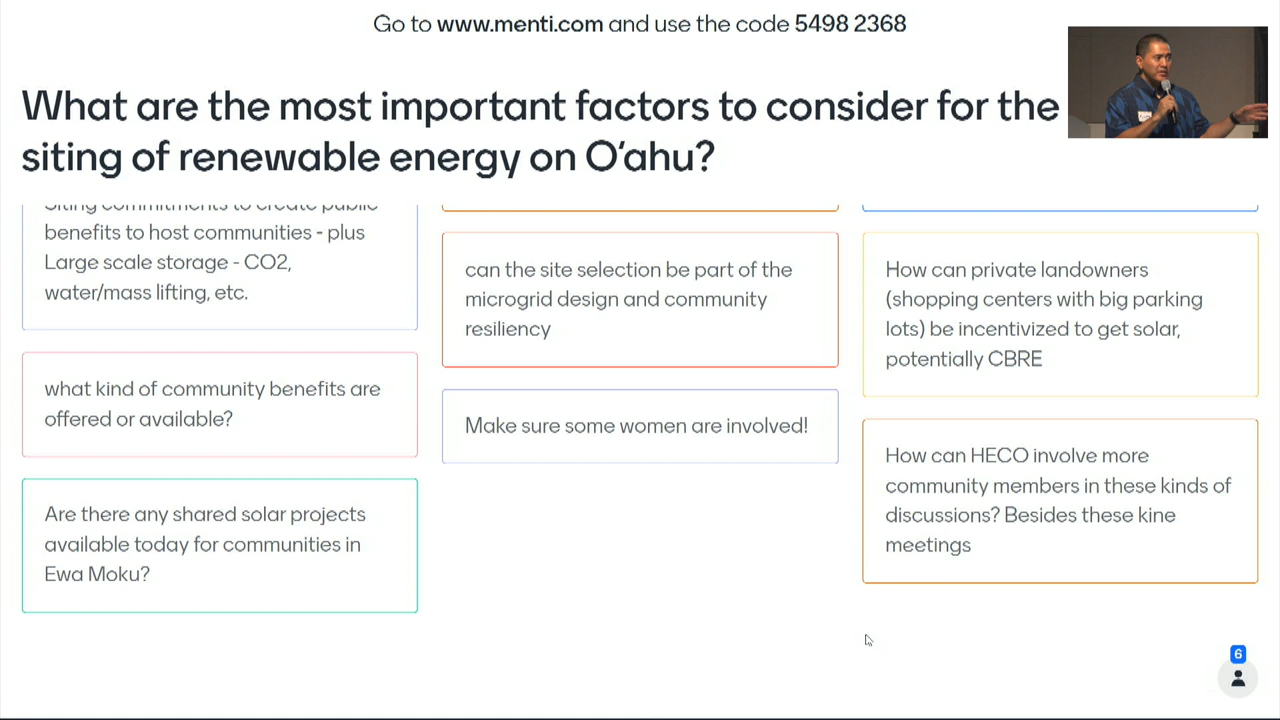 Go to www.menti.com and use the code 5498 2368
What are the most important factors to consider for the
siting of renewable energy on Oʻahu?
Siting commitments to create public
benefits to host communities - plus
Large scale storage - CO2,
water/mass lifting, etc.
what kind of community benefits are
offered or available?
Are there any shared solar projects
available today for communities in
Ewa Moku?
can the site selection be part of the
microgrid design and community
resiliency
Make sure some women are involved!
How can private landowners
(shopping centers with big parking
lots) be incentivized to get solar,
potentially CBRE
How can HECO involve more
community members in these kinds of
discussions? Besides these kine
meetings
6